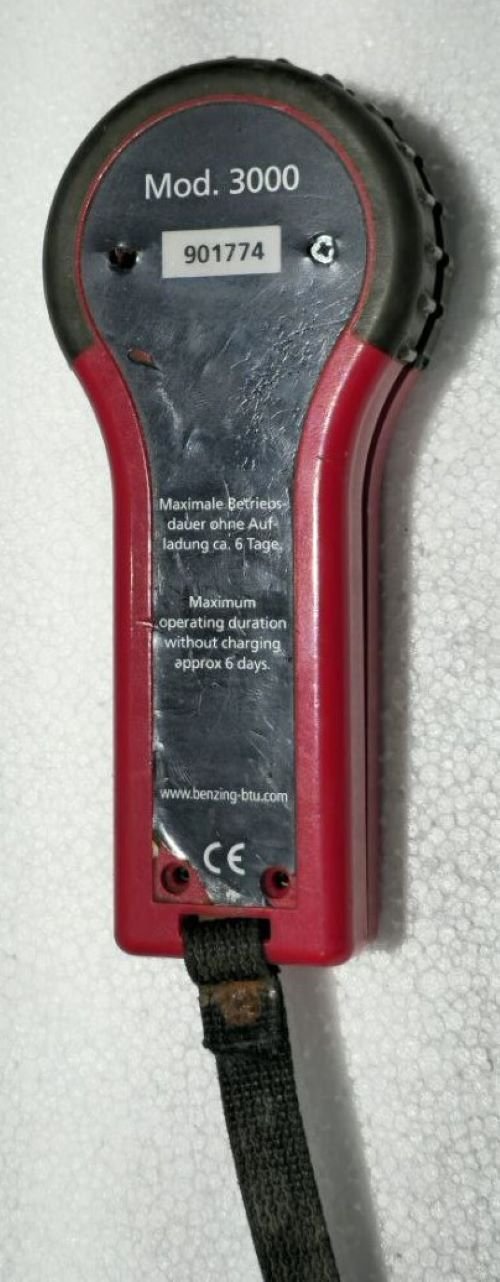 Mod. 3000
901774
Maximale Betriebs-
dauer ohne Auf-
ladung ca. 6 Tage.
Maximum
operating duration
without charging
approx 6 days.
www.benzing-btu.com
CE